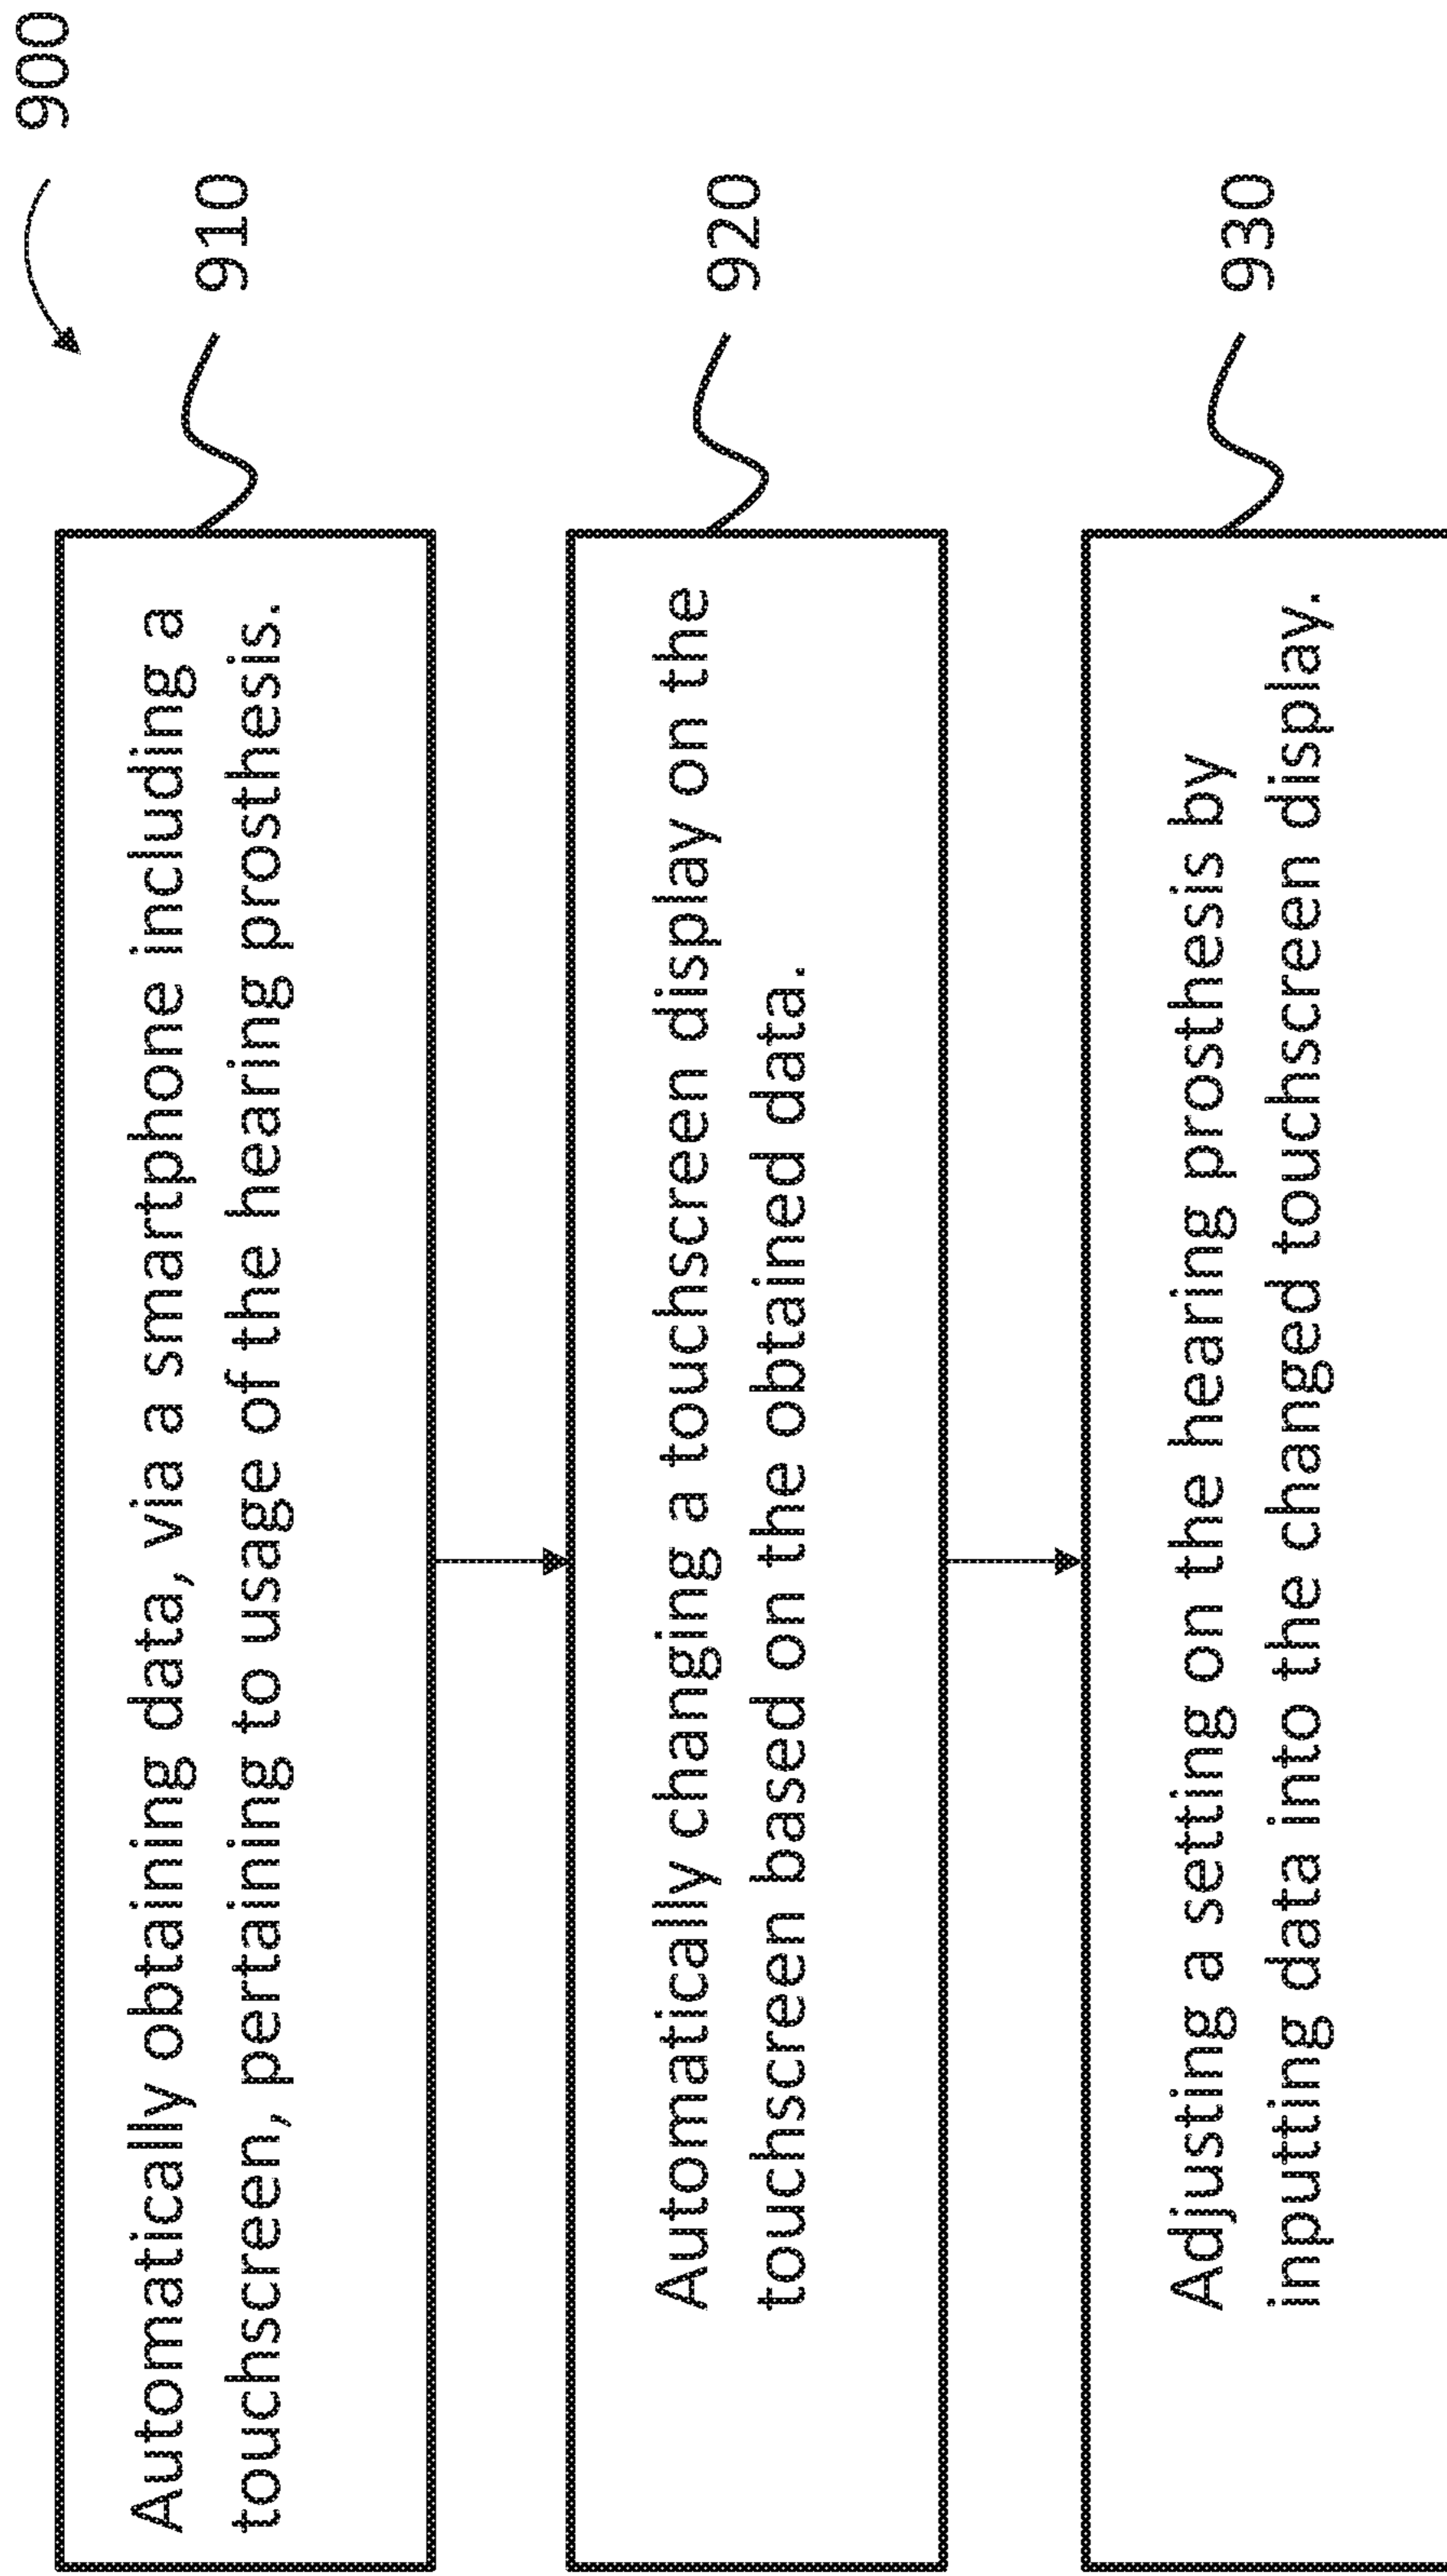 900
Automatically obtaining data, via a smartphone including a
touchscreen, pertaining to usage of the hearing prosthesis.
910
Automatically changing a touchscreen display on the
touchscreen based on the obtained data.
920
Adjusting a setting on the hearing prosthesis by
inputting data into the changed touchscreen display.
930